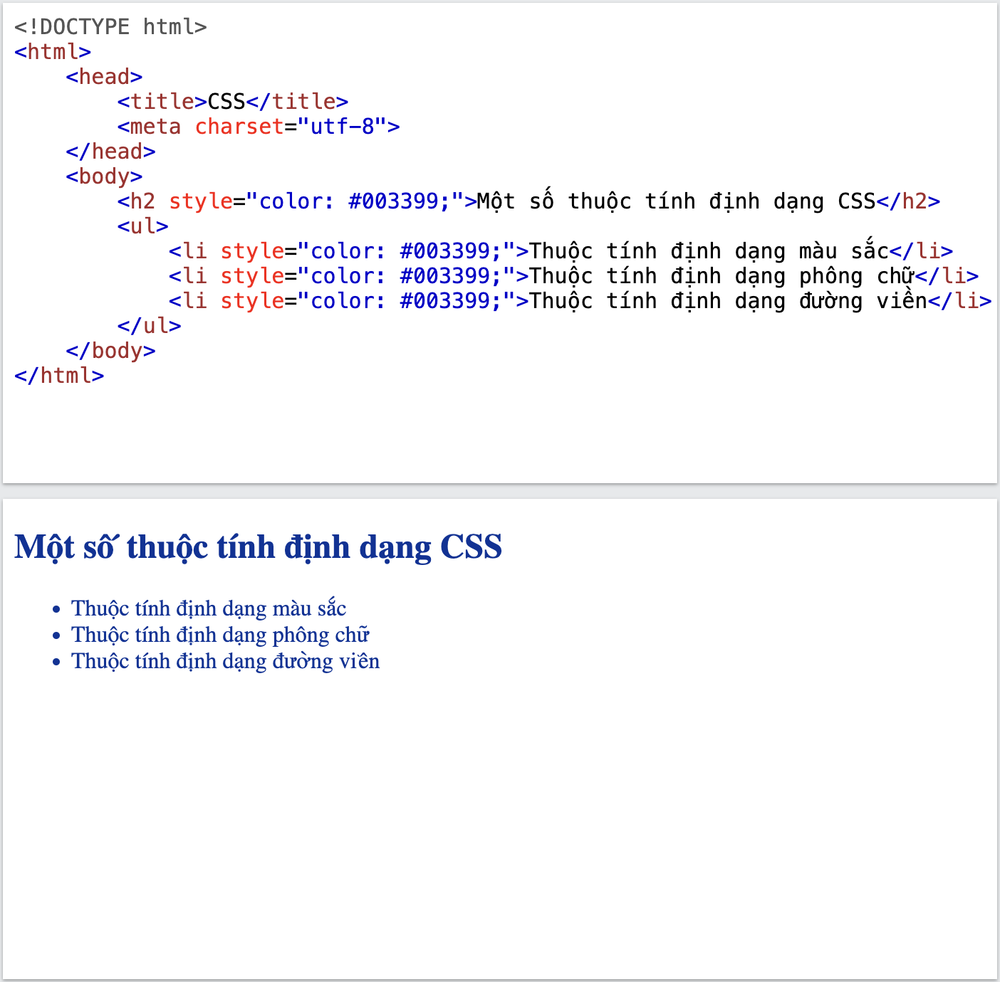 <!DOCTYPE html>
<html>
    <head>
        <title>CSS</title>
        <meta charset="utf-8">
    </head>
    <body>
        <h2 style="color: #003399;">Một số thuộc tính định dạng CSS</h2>
        <ul>
            <li style="color: #003399;">Thuộc tính định dạng màu sắc</li>
            <li style="color: #003399;">Thuộc tính định dạng phông chữ</li>
            <li style="color: #003399;">Thuộc tính định dạng đường viền</li>
        </ul>
    </body>
</html>
Một số thuộc tính định dạng CSS
• Thuộc tính định dạng màu sắc
• Thuộc tính định dạng phông chữ
• Thuộc tính định dạng đường viền